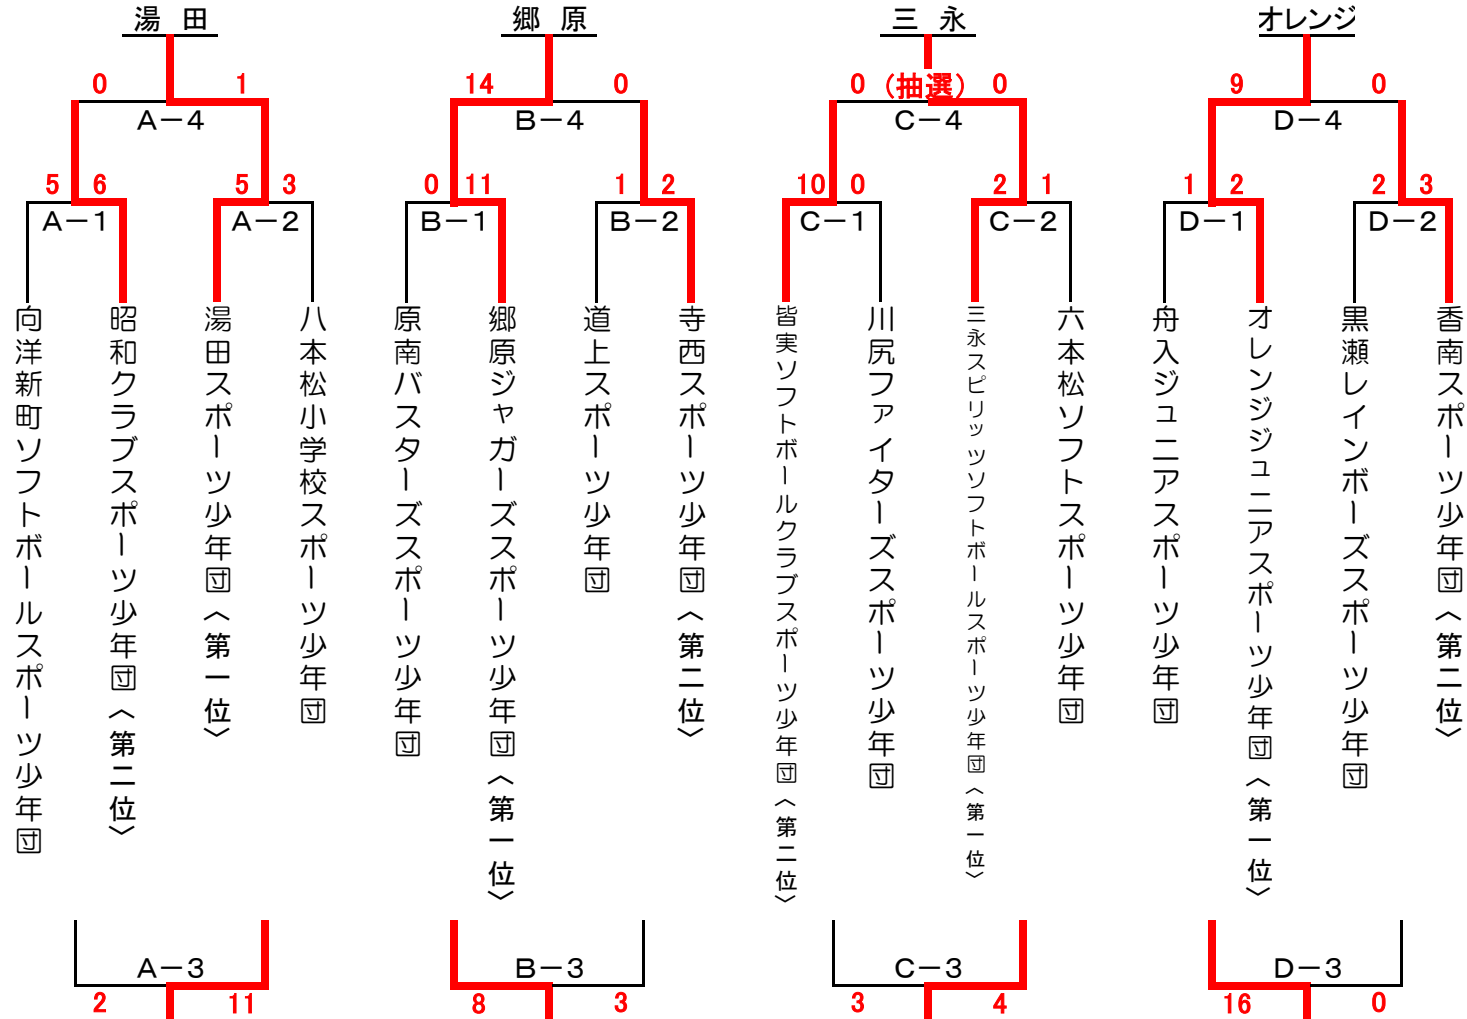 湯 田
郷 原
三 永
オレンジ
0 1
14 0
0 (抽選) 0
9 0
A－4
B－4
C－4
D－4
5 6
5 3
0 11
1 2
10 0
2 1
1 2
2 3
A－1
A－2
B－1
B－2
C－1
C－2
D－1
D－2
向洋新町ソフトボールスポーツ少年団
昭和クラブスポーツ少年団〈第二位〉
湯田スポーツ少年団〈第一位〉
八本松小学校スポーツ少年団
原南バスターズスポーツ少年団
郷原ジャガーズスポーツ少年団〈第一位〉
道上スポーツ少年団
寺西スポーツ少年団〈第二位〉
皆実ソフトボールクラブスポーツ少年団〈第二位〉
川尻ファイターズスポーツ少年団
三永スピリッツソフトボールスポーツ少年団〈第一位〉
六本松ソフトスポーツ少年団
舟入ジュニアスポーツ少年団
オレンジジュニアスポーツ少年団〈第一位〉
黒瀬レインボーズスポーツ少年団
香南スポーツ少年団〈第二位〉
A－3
B－3
C－3
D－3
2 11
8 3
3 4
16 0